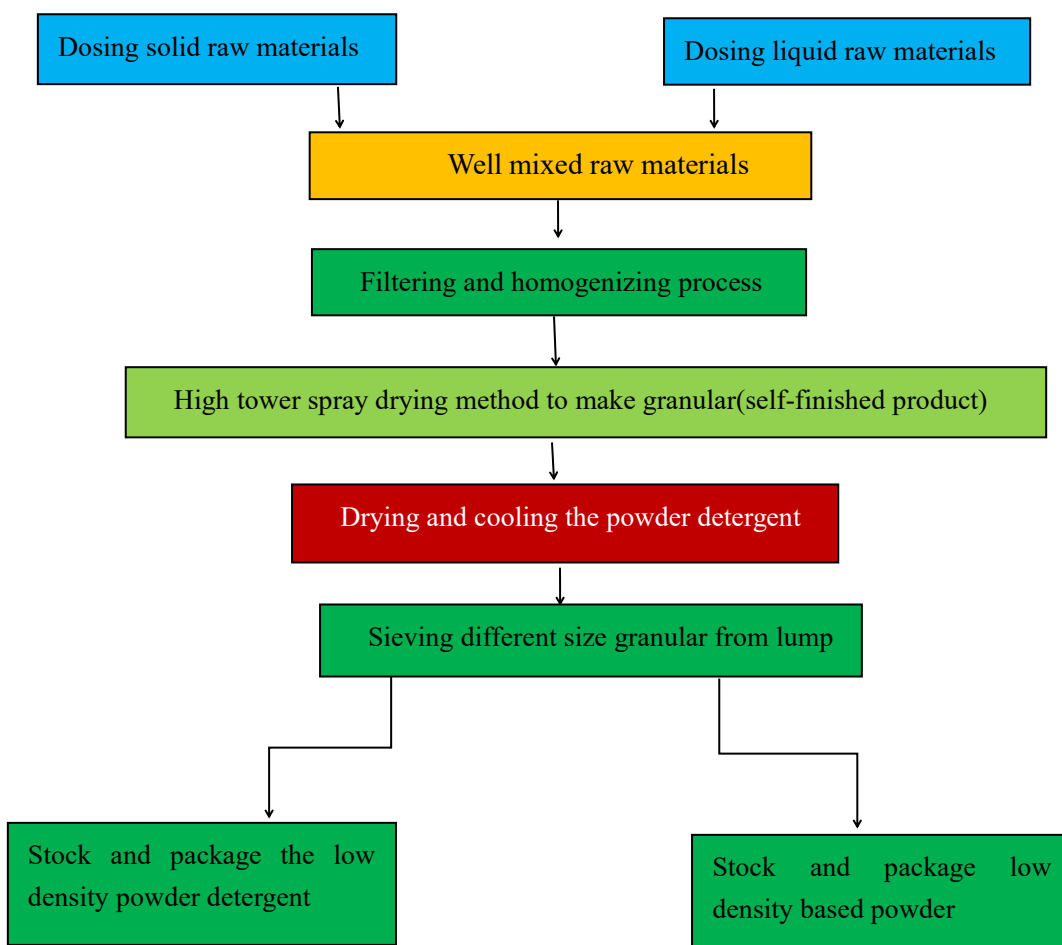 Dosing solid raw materials
Dosing liquid raw materials
Well mixed raw materials
Filtering and homogenizing process
High tower spray drying method to make granular(self-finished product)
Drying and cooling the powder detergent
Sieving different size granular from lump
Stock and package the low
density powder detergent
Stock and package low
density based powder